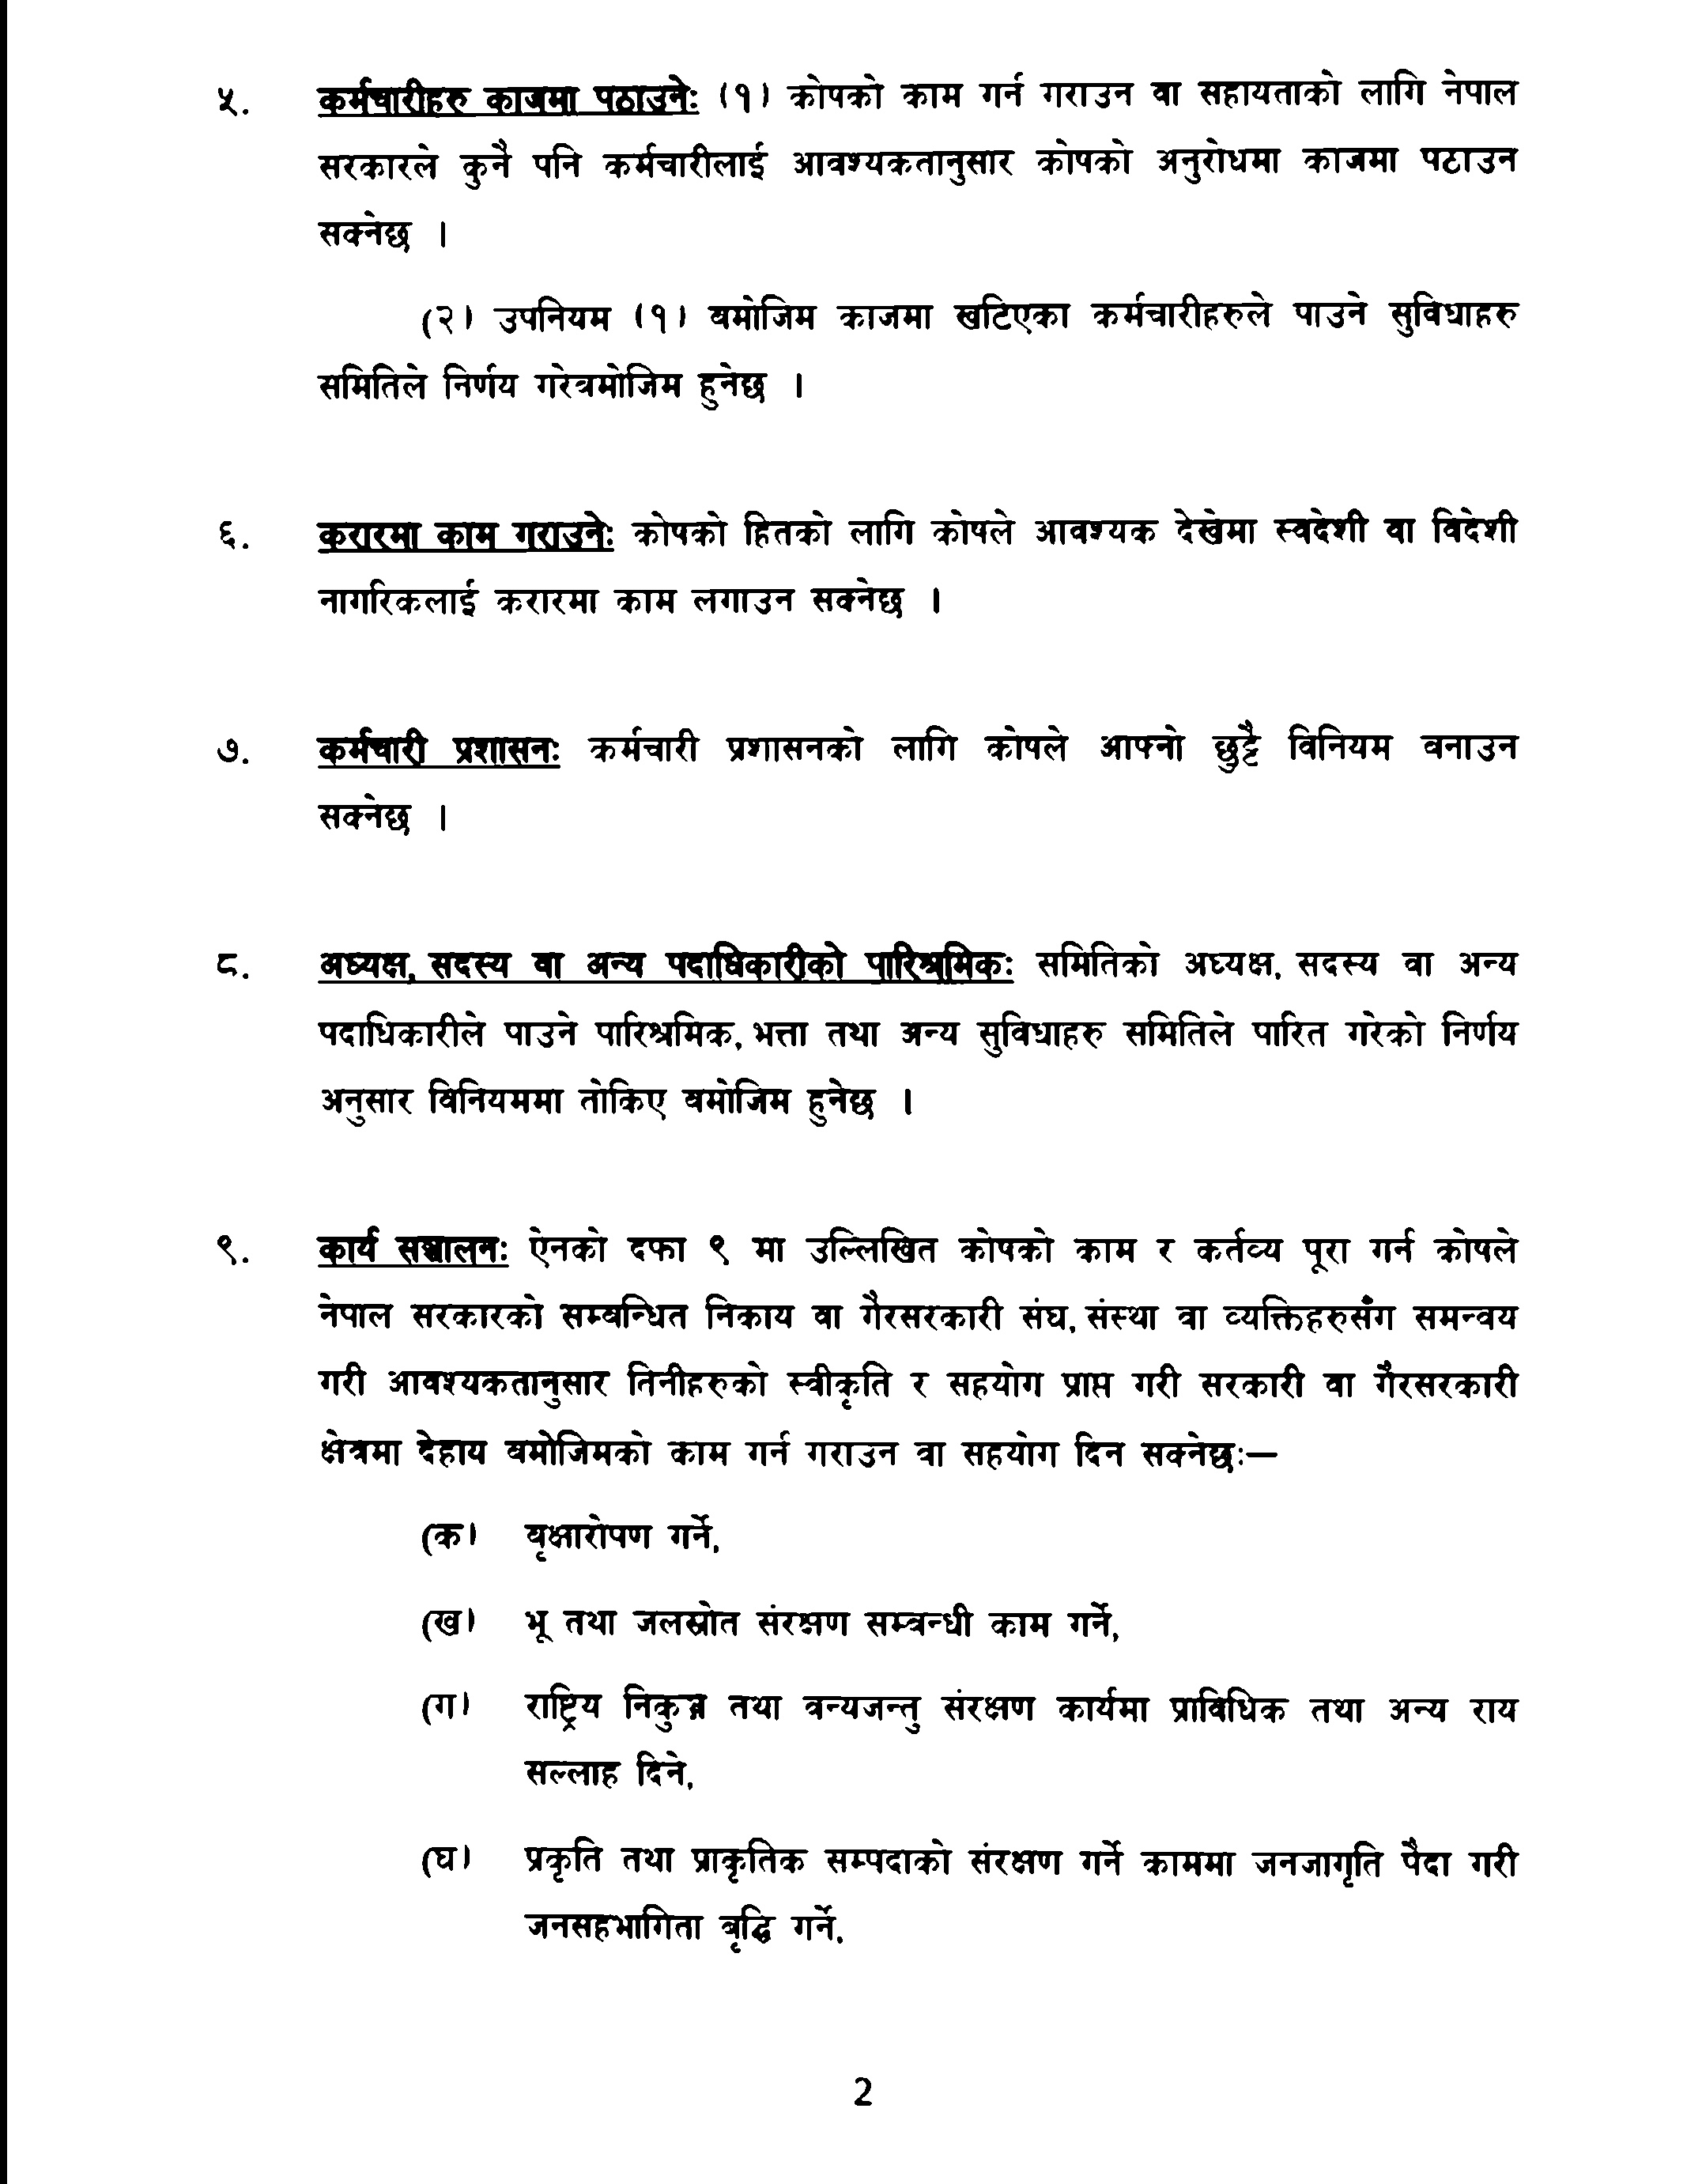 ५. कर्मचारीहरु काजमा पठाउनेः (१) कोषको काम गर्न गराउन वा सहायताको लागि नेपाल
सरकारले कुनै पनि कर्मचारीलाई आवश्यकतानुसार कोषको अनुरोधमा काजमा पठाउन
सक्नेछ ।
(२) उपनियम (१) बमोजिम काजमा खटिएका कर्मचारीहरुले पाउने सुविधाहरु
समितिले निर्णय गरेबमोजिम हुनेछ ।
६. करारमा काम गराउनेः कोषको हितको लागि कोषले आवश्यक देखेमा स्वदेशी वा विदेशी
नागरिकलाई करारमा काम लगाउन सक्नेछ ।
७. कर्मचारी प्रशासनः कर्मचारी प्रशासनको लागि कोषले आफ्नो छुट्टै विनियम बनाउन
सक्नेछ ।
८. अध्यक्ष, सदस्य वा अन्य पदाधिकारीको पारिश्रमिकः समितिको अध्यक्ष, सदस्य वा अन्य
पदाधिकारीले पाउने पारिश्रमिक, भत्ता तथा अन्य सुविधाहरु समितिले पारित गरेको निर्णय
अनुसार विनियममा तोकिए बमोजिम हुनेछ ।
९. कार्य सञ्चालनः ऐनको दफा ९ मा उल्लिखित कोषको काम र कर्तव्य पूरा गर्न कोषले
नेपाल सरकारको सम्बन्धित निकाय वा गैरसरकारी संघ, संस्था वा व्यक्तिहरुसँग समन्वय
गरी आवश्यकतानुसार तिनीहरुको स्वीकृति र सहयोग प्राप्त गरी सरकारी वा गैरसरकारी
क्षेत्रमा देहाय बमोजिमको काम गर्न गराउन वा सहयोग दिन सक्नेछः–
(क) बृक्षारोपण गर्ने,
(ख) भू तथा जलस्रोत संरक्षण सम्बन्धी काम गर्ने,
(ग) राष्ट्रिय निकुञ्ज तथा वन्यजन्तु संरक्षण कार्यमा प्राविधिक तथा अन्य राय
सल्लाह दिने,
(घ) प्रकृति तथा प्राकृतिक सम्पदाको संरक्षण गर्ने काममा जनजागृति पैदा गरी
जनसहभागिता बृद्धि गर्ने,
2